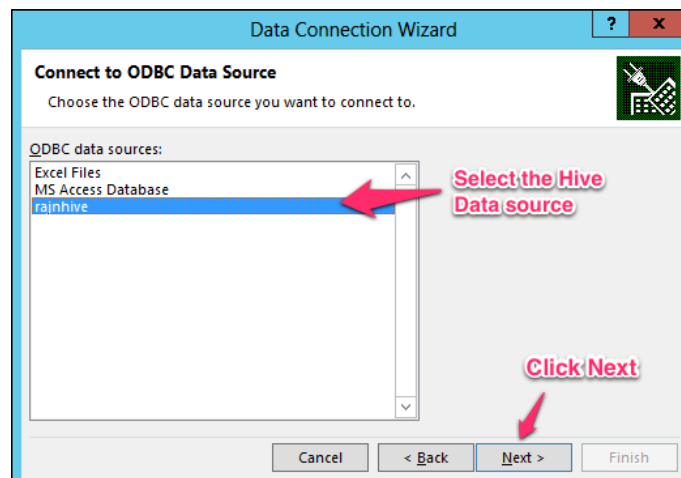 Data Connection Wizard
? x
Connect to ODBC Data Source
Choose the ODBC data source you want to connect to.
ODBC data sources:
Excel Files
MS Access Database
rajnhive
Select the Hive
Data source
Click Next
Cancel
< Back
Next >
Finish